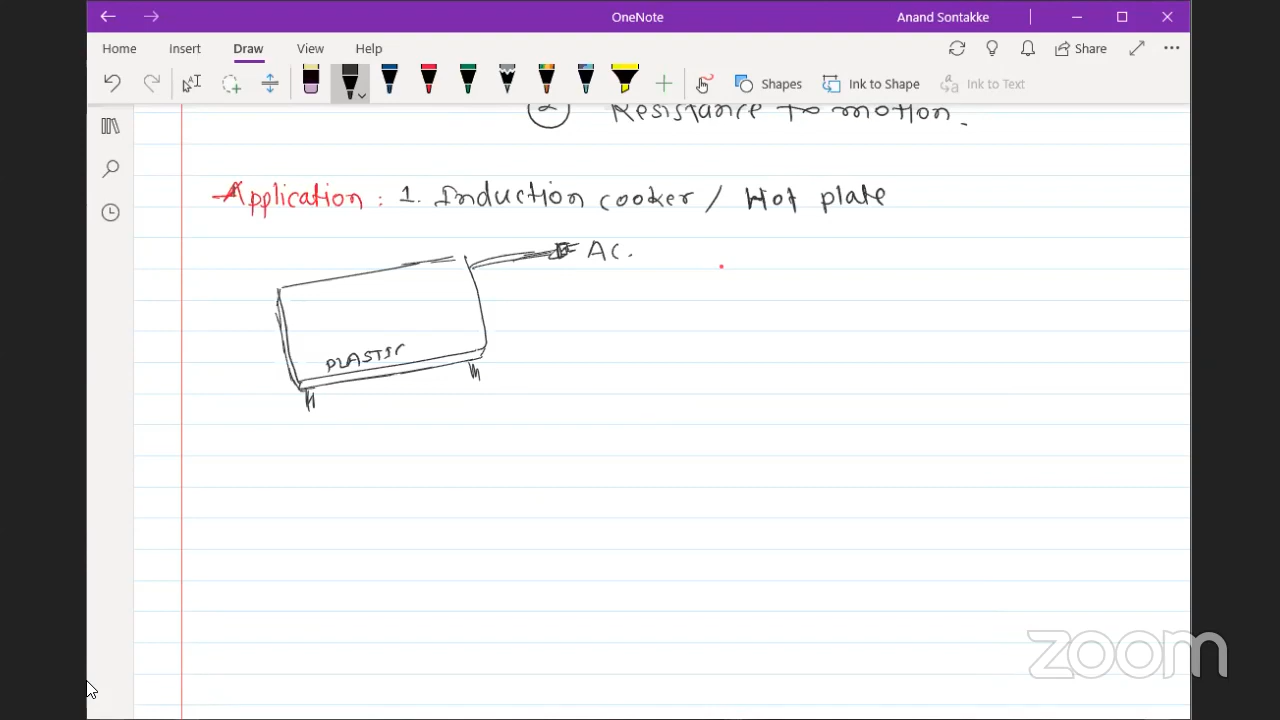 OneNote
Anand Sontakke
Home Insert Draw View Help
Share
Shapes Ink to Shape Ink to Text
2 Resistance to motion.
Application : 1. Induction cooker / Hot plate
AC.
PLASTIC
zoom